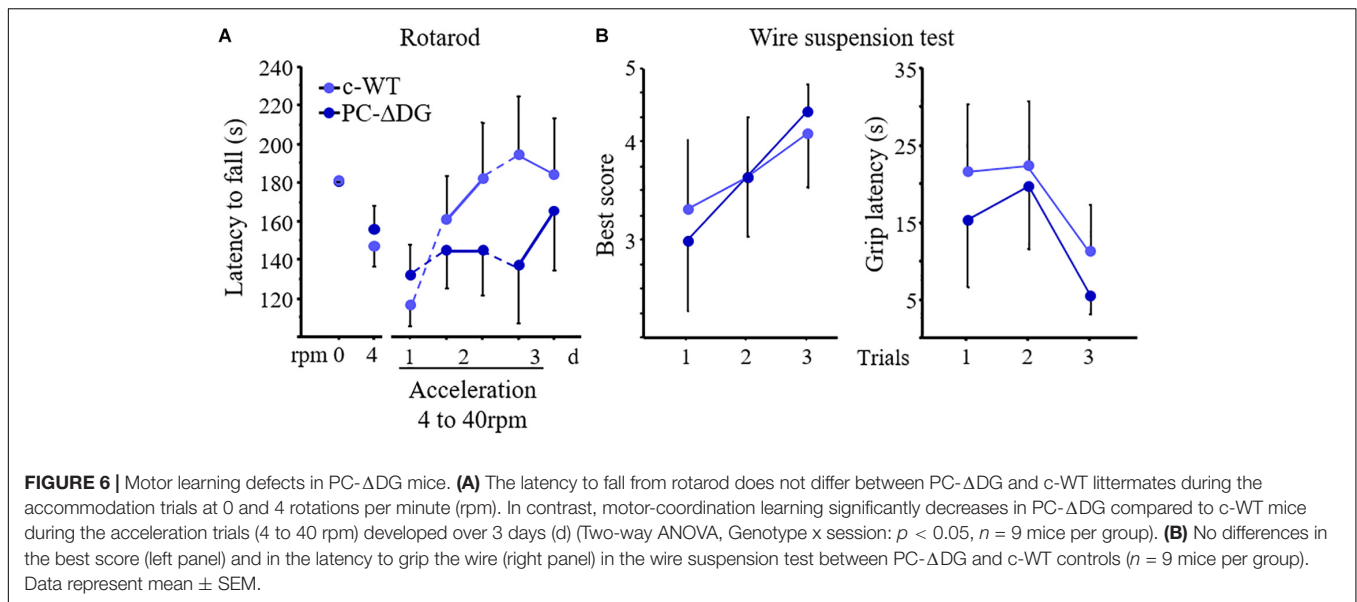 A
Rotarod
240
220
200
180
160
140
120
Latency to fall (s)
c-WT
PC-ΔDG
rpm 0 4 1 2 3 d
Acceleration
4 to 40rpm
B
Wire suspension test
5
4
3
Best score
1 2 3
35
25
15
5
Grip latency (s)
Trials 1 2 3
FIGURE 6 | Motor learning defects in PC-ΔDG mice. (A) The latency to fall from rotarod does not differ between PC-ΔDG and c-WT littermates during the
accommodation trials at 0 and 4 rotations per minute (rpm). In contrast, motor-coordination learning significantly decreases in PC-ΔDG compared to c-WT mice
during the acceleration trials (4 to 40 rpm) developed over 3 days (d) (Two-way ANOVA, Genotype x session: p < 0.05, n = 9 mice per group). (B) No differences in
the best score (left panel) and in the latency to grip the wire (right panel) in the wire suspension test between PC-ΔDG and c-WT controls (n = 9 mice per group).
Data represent mean ± SEM.